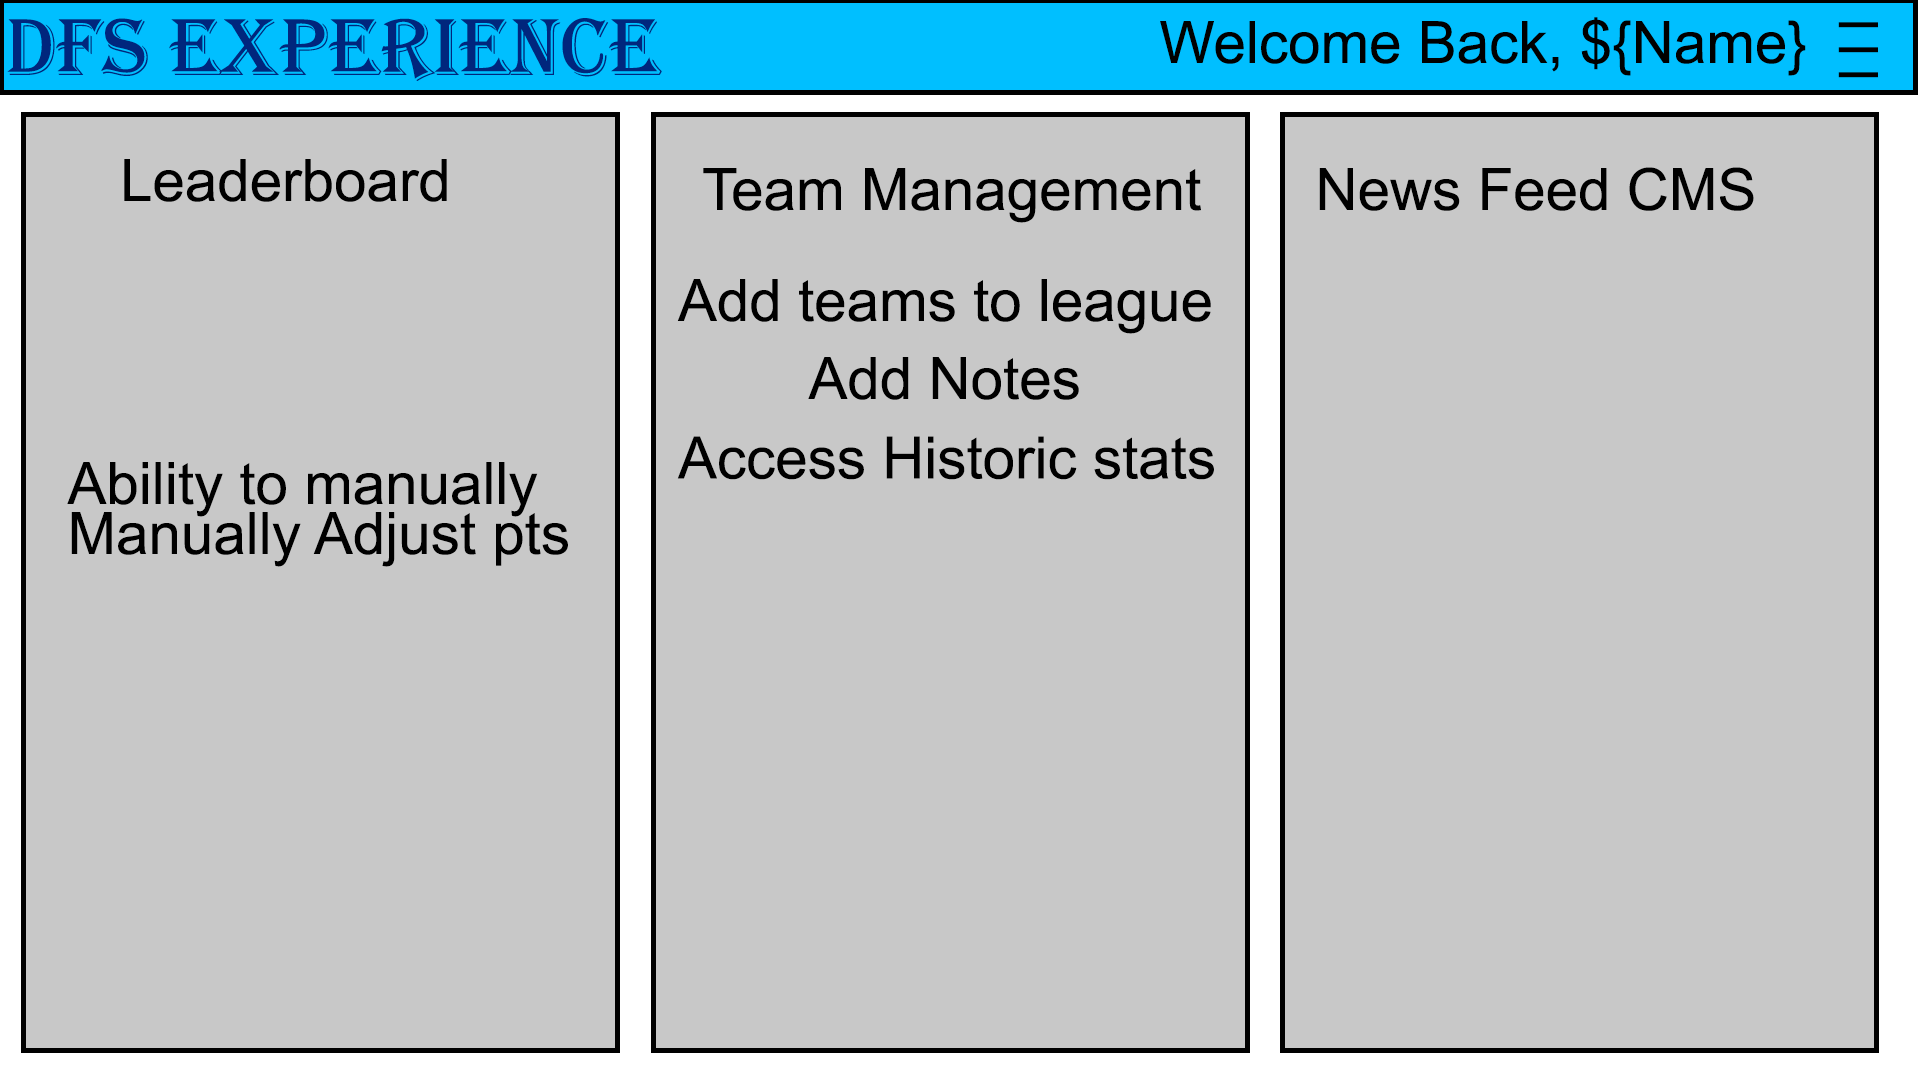 DFS EXPERIENCE
Welcome Back, ${Name}
Leaderboard
Ability to manually
Manually Adjust pts
Team Management
Add teams to league
Add Notes
Access Historic stats
News Feed CMS